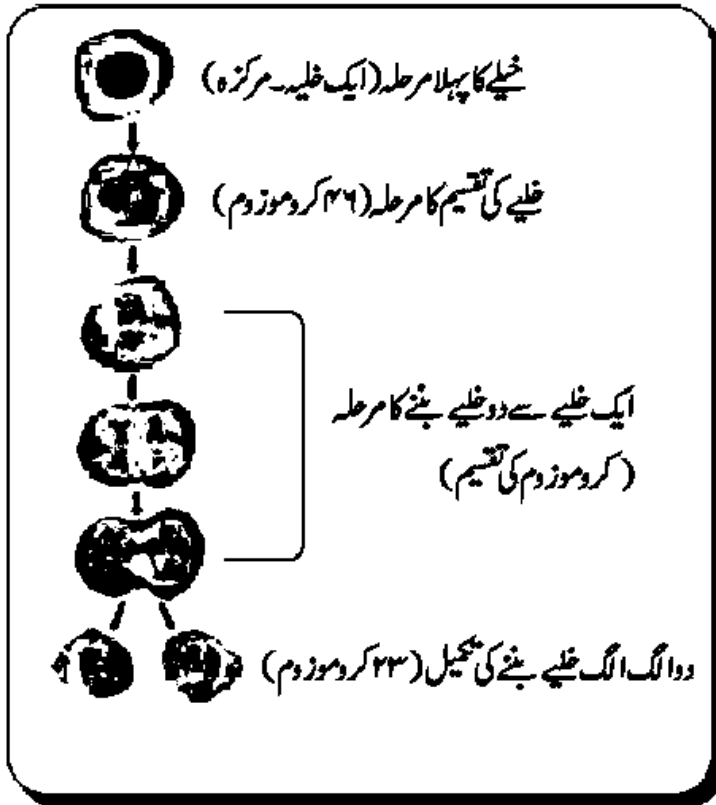 خیلے کا پہلا مرحلہ (ایک خلیہ۔ مرکزہ)
خلیے کی تقسیم کا مرحلہ (۴۶ کروموزوم)
ایک خلیے سے دو خلیے بننے کا مرحلہ
(کروموزوم کی تقسیم)
دو الگ الگ خلیے بننے کی تکمیل (۲۳ کروموزوم)